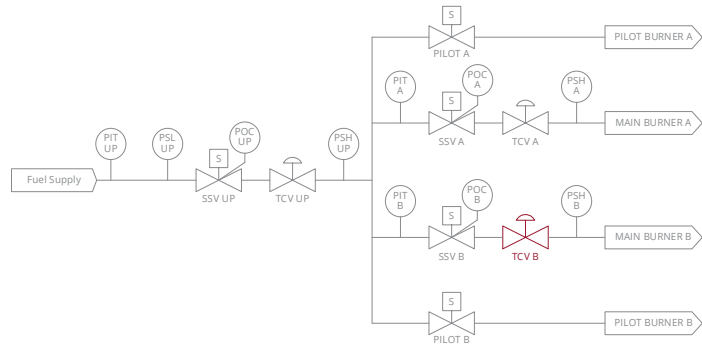 S
PILOT A
PILOT BURNER A
PIT
A
POC
A
S
SSV A
TCV A
PSH
A
MAIN BURNER A
PIT
UP
PSL
UP
POC
UP
S
SSV UP
TCV UP
PSH
UP
Fuel Supply
PIT
B
POC
B
S
SSV B
TCV B
PSH
B
MAIN BURNER B
S
PILOT B
PILOT BURNER B